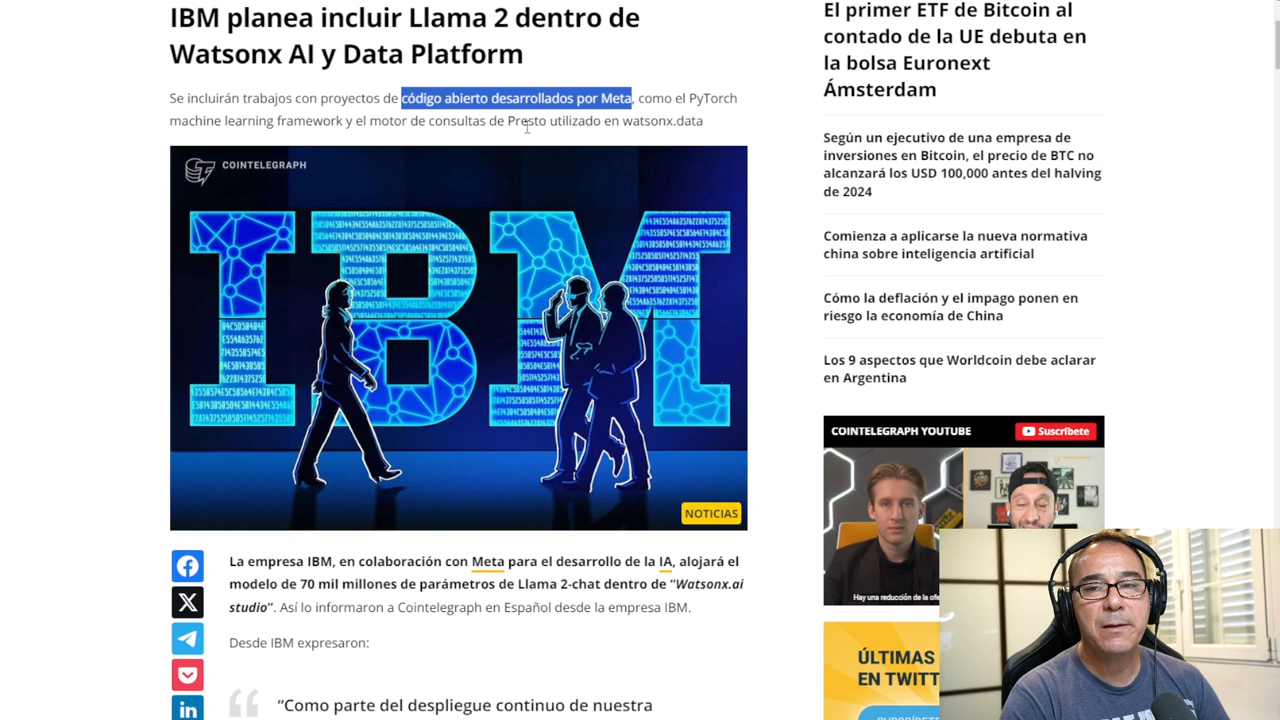 IBM planea incluir Llama 2 dentro de
Watsonx AI y Data Platform
Se incluirán trabajos con proyectos de código abierto desarrollados por Meta, como el PyTorch
machine learning framework y el motor de consultas de Presto utilizado en watsonx.data
COINTELEGRAPH
IBM
NOTICIAS
La empresa IBM, en colaboración con Meta para el desarrollo de la IA, alojará el
modelo de 70 mil millones de parámetros de Llama 2-chat dentro de "Watsonx.ai
studio". Así lo informaron a Cointelegraph en Español desde la empresa IBM.
Desde IBM expresaron:
“Como parte del despliegue continuo de nuestra
El primer ETF de Bitcoin al
contado de la UE debuta en
la bolsa Euronext
Ámsterdam
Según un ejecutivo de una empresa de
inversiones en Bitcoin, el precio de BTC no
alcanzará los USD 100,000 antes del halving
de 2024
Comienza a aplicarse la nueva normativa
china sobre inteligencia artificial
Cómo la deflación y el impago ponen en
riesgo la economía de China
Los 9 aspectos que Worldcoin debe aclarar
en Argentina
COINTELEGRAPH YOUTUBE
Suscríbete
Hay una reducción de la ofe
ÚLTIMAS
EN TWITT